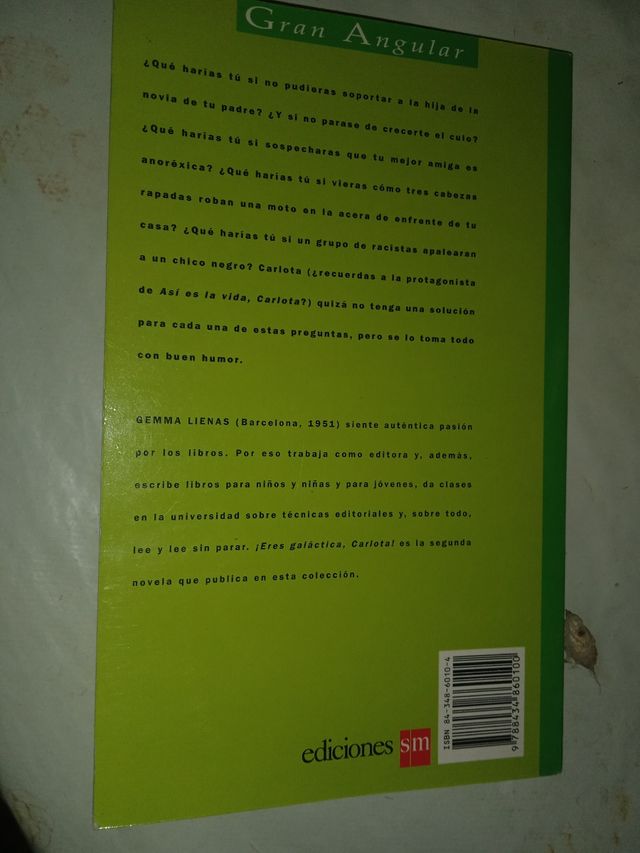 Gran Angular
¿Qué harías tú si no pudieras soportar a la hija de la
novia de tu padre? ¿Y si no parase de crecerte el culo?
¿Qué harías tú si sospecharas que tu mejor amiga es
anoréxica? ¿Qué harías tú si vieras cómo tres cabezas
rapadas roban una moto en la acera de enfrente de tu
casa? ¿Qué harías tú si un grupo de racistas apalearan
a un chico negro? Carlota (¿recuerdas a la protagonista
de Así es la vida, Carlota?) quizá no tenga una solución
para cada una de estas preguntas, pero se lo toma todo
con buen humor.
GEMMA LIENAS (Barcelona, 1951) siente auténtica pasión
por los libros. Por eso trabaja como editora y, además,
escribe libros para niños y niñas y para jóvenes, da clases
en la universidad sobre técnicas editoriales y, sobre todo,
lee y lee sin parar. ¡Eres galáctica, Carlota! es la segunda
novela que publica en esta colección.
ediciones sm
ISBN 84-348-6010-4
9 788434 860100